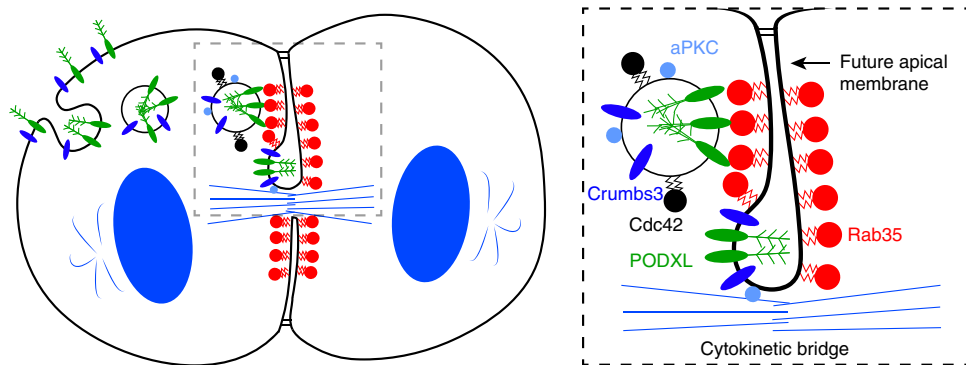 aPKC
Future apical
membrane
Crumbs3
Cdc42
Rab35
PODXL
Cytokinetic bridge